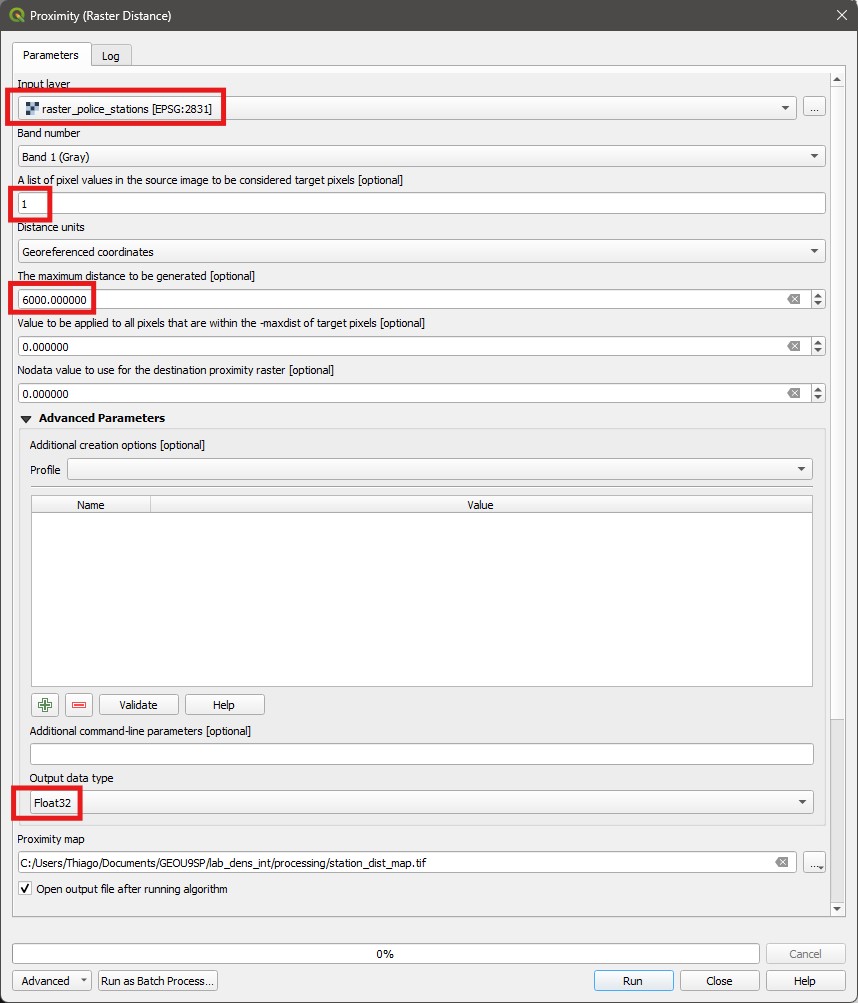 Proximity (Raster Distance)
Parameters
Log
Input layer
raster_police_stations [EPSG:2831]
...
Band number
Band 1 (Gray)
A list of pixel values in the source image to be considered target pixels [optional]
1
Distance units
Georeferenced coordinates
The maximum distance to be generated [optional]
6000.000000
Value to be applied to all pixels that are within the -maxdist of target pixels [optional]
0.000000
Nodata value to use for the destination proximity raster [optional]
0.000000
Advanced Parameters
Additional creation options [optional]
Profile
Name Value
Validate Help
Additional command-line parameters [optional]
Output data type
Float32
Proximity map
C:/Users/Thiago/Documents/GEOU9SP/lab_dens_int/processing/station_dist_map.tif
...
Open output file after running algorithm
0%
Cancel
Advanced Run as Batch Process... Run Close Help